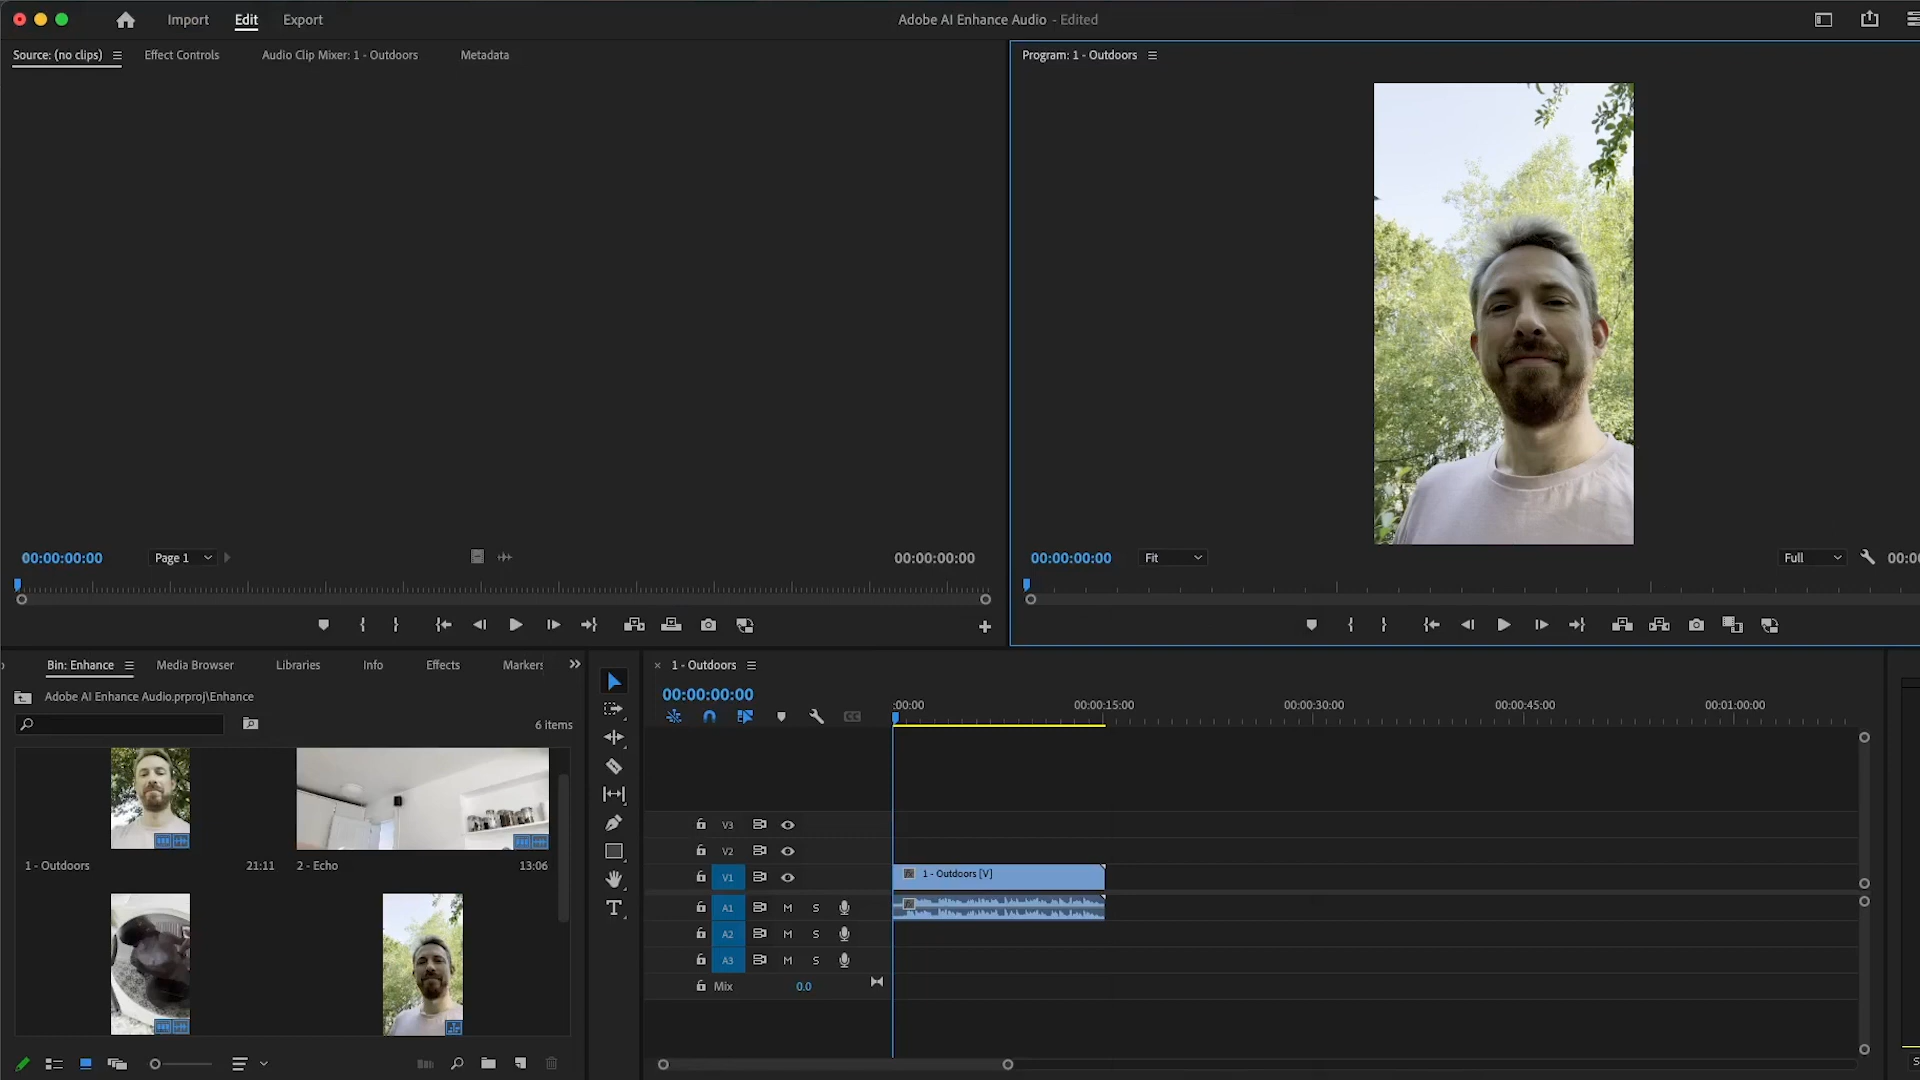 Import Edit Export
Adobe AI Enhance Audio - Edited
Source: (no clips) Effect Controls Audio Clip Mixer: 1 - Outdoors Metadata
Program: 1 - Outdoors
00:00:00:00 Page 1 00:00:00:00
00:00:00:00 Fit Full 00:0
Bin: Enhance Media Browser Libraries Info Effects Markers
Adobe AI Enhance Audio.prproj\Enhance
6 Items
1 - Outdoors 21:11 2 - Echo 13:06
1 - Outdoors
00:00:00:00
:00:00 00:00:15:00 00:00:30:00 00:00:45:00 00:01:00:00
V3
V2
V1
1 - Outdoors [V]
A1 M S
A2 M S
A3 M S
Mix 0.0
T
S